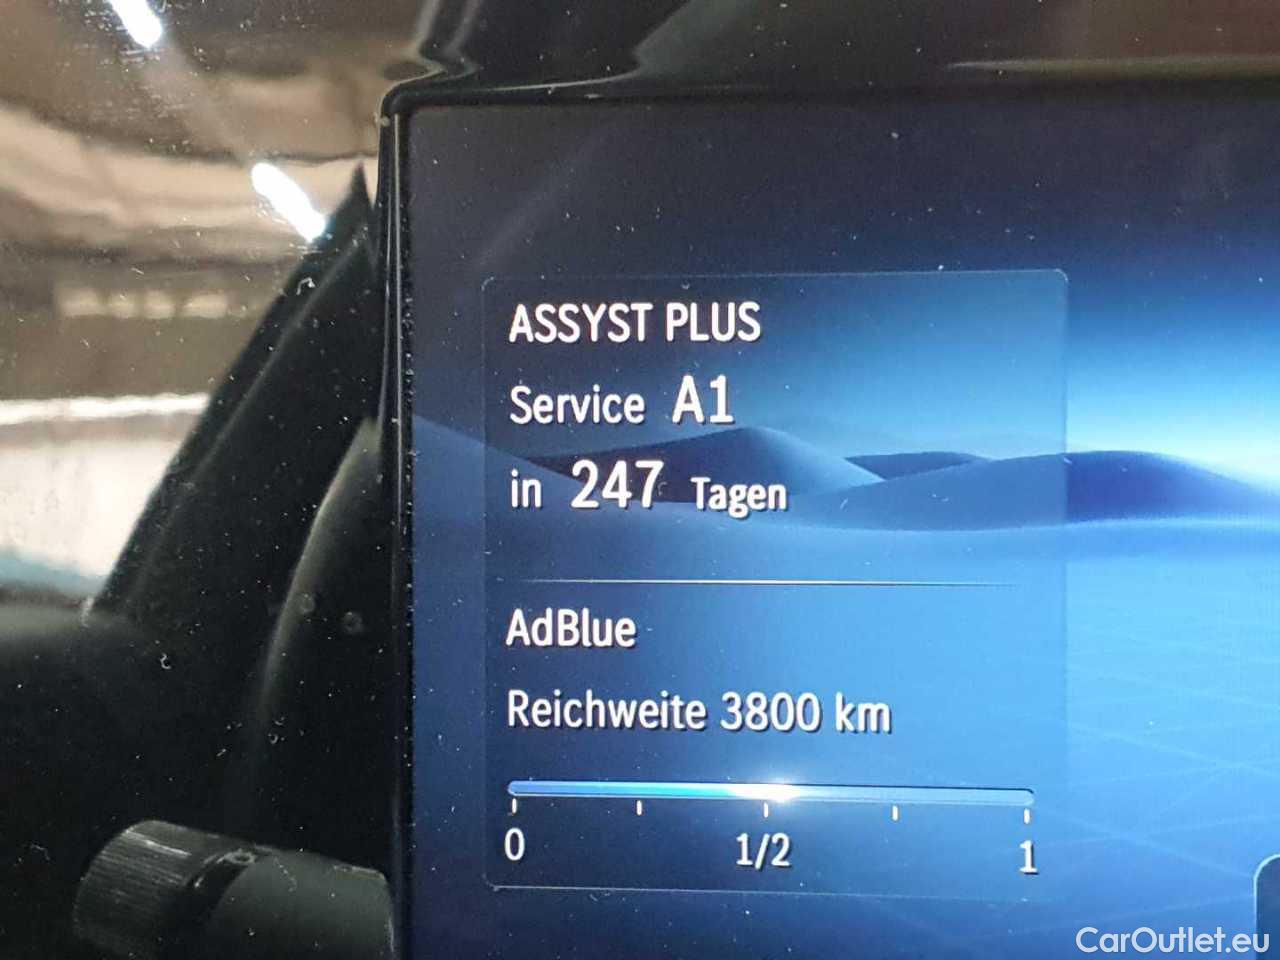 ASSYST PLUS
Service A1
in 247 Tagen
AdBlue
Reichweite 3800 km
0 1/2 1
CarOutlet.eu